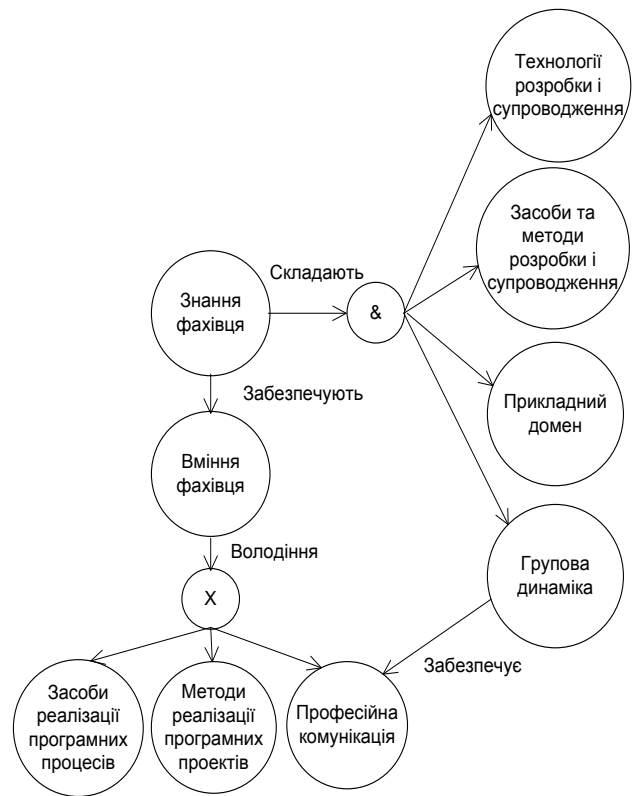 Технології
розробки і
супроводження
Засоби та
методи
розробки і
супроводження
Складають
Знання
фахівця
&
Забезпечують
Прикладний
домен
Вміння
фахівця
Володіння
Групова
динаміка
X
Забезпечує
Засоби
реалізації
програмних
процесів
Методи
реалізації
програмних
проектів
Професійна
комунікація